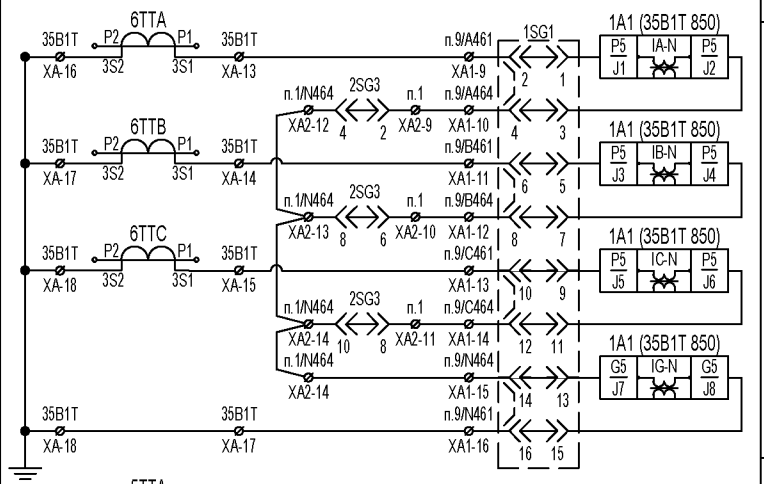 6TTA
1SG1
1A1 (35B1T 850)
35B1T P2 P1 35B1T п.9/A461 P5 IA-N P5
XA-16 3S2 3S1 XA-13 XA1-9 2 1 J1 J2
п.1/N464 2SG3 п.1 п.9/A464
XA2-12 4 2 XA2-9 XA1-10 4 3
6TTB
1A1 (35B1T 850)
35B1T P2 P1 35B1T п.9/B461 P5 IB-N P5
XA-17 3S2 3S1 XA-14 XA1-11 6 5 J3 J4
п.1/N464 2SG3 п.1 п.9/B464
XA2-13 8 6 XA2-10 XA1-12 8 7
6TTC
1A1 (35B1T 850)
35B1T P2 P1 35B1T п.9/C461 P5 IC-N P5
XA-18 3S2 3S1 XA-15 XA1-13 10 9 J5 J6
п.1/N464 2SG3 п.1 п.9/C464
XA2-14 10 8 XA2-11 XA1-14 12 11
1A1 (35B1T 850)
п.1/N464 п.9/N464 G5 IG-N G5
XA2-14 XA1-15 14 13 J7 J8
35B1T 35B1T п.9/N461
XA-18 XA-17 XA1-16 16 15
5TTA